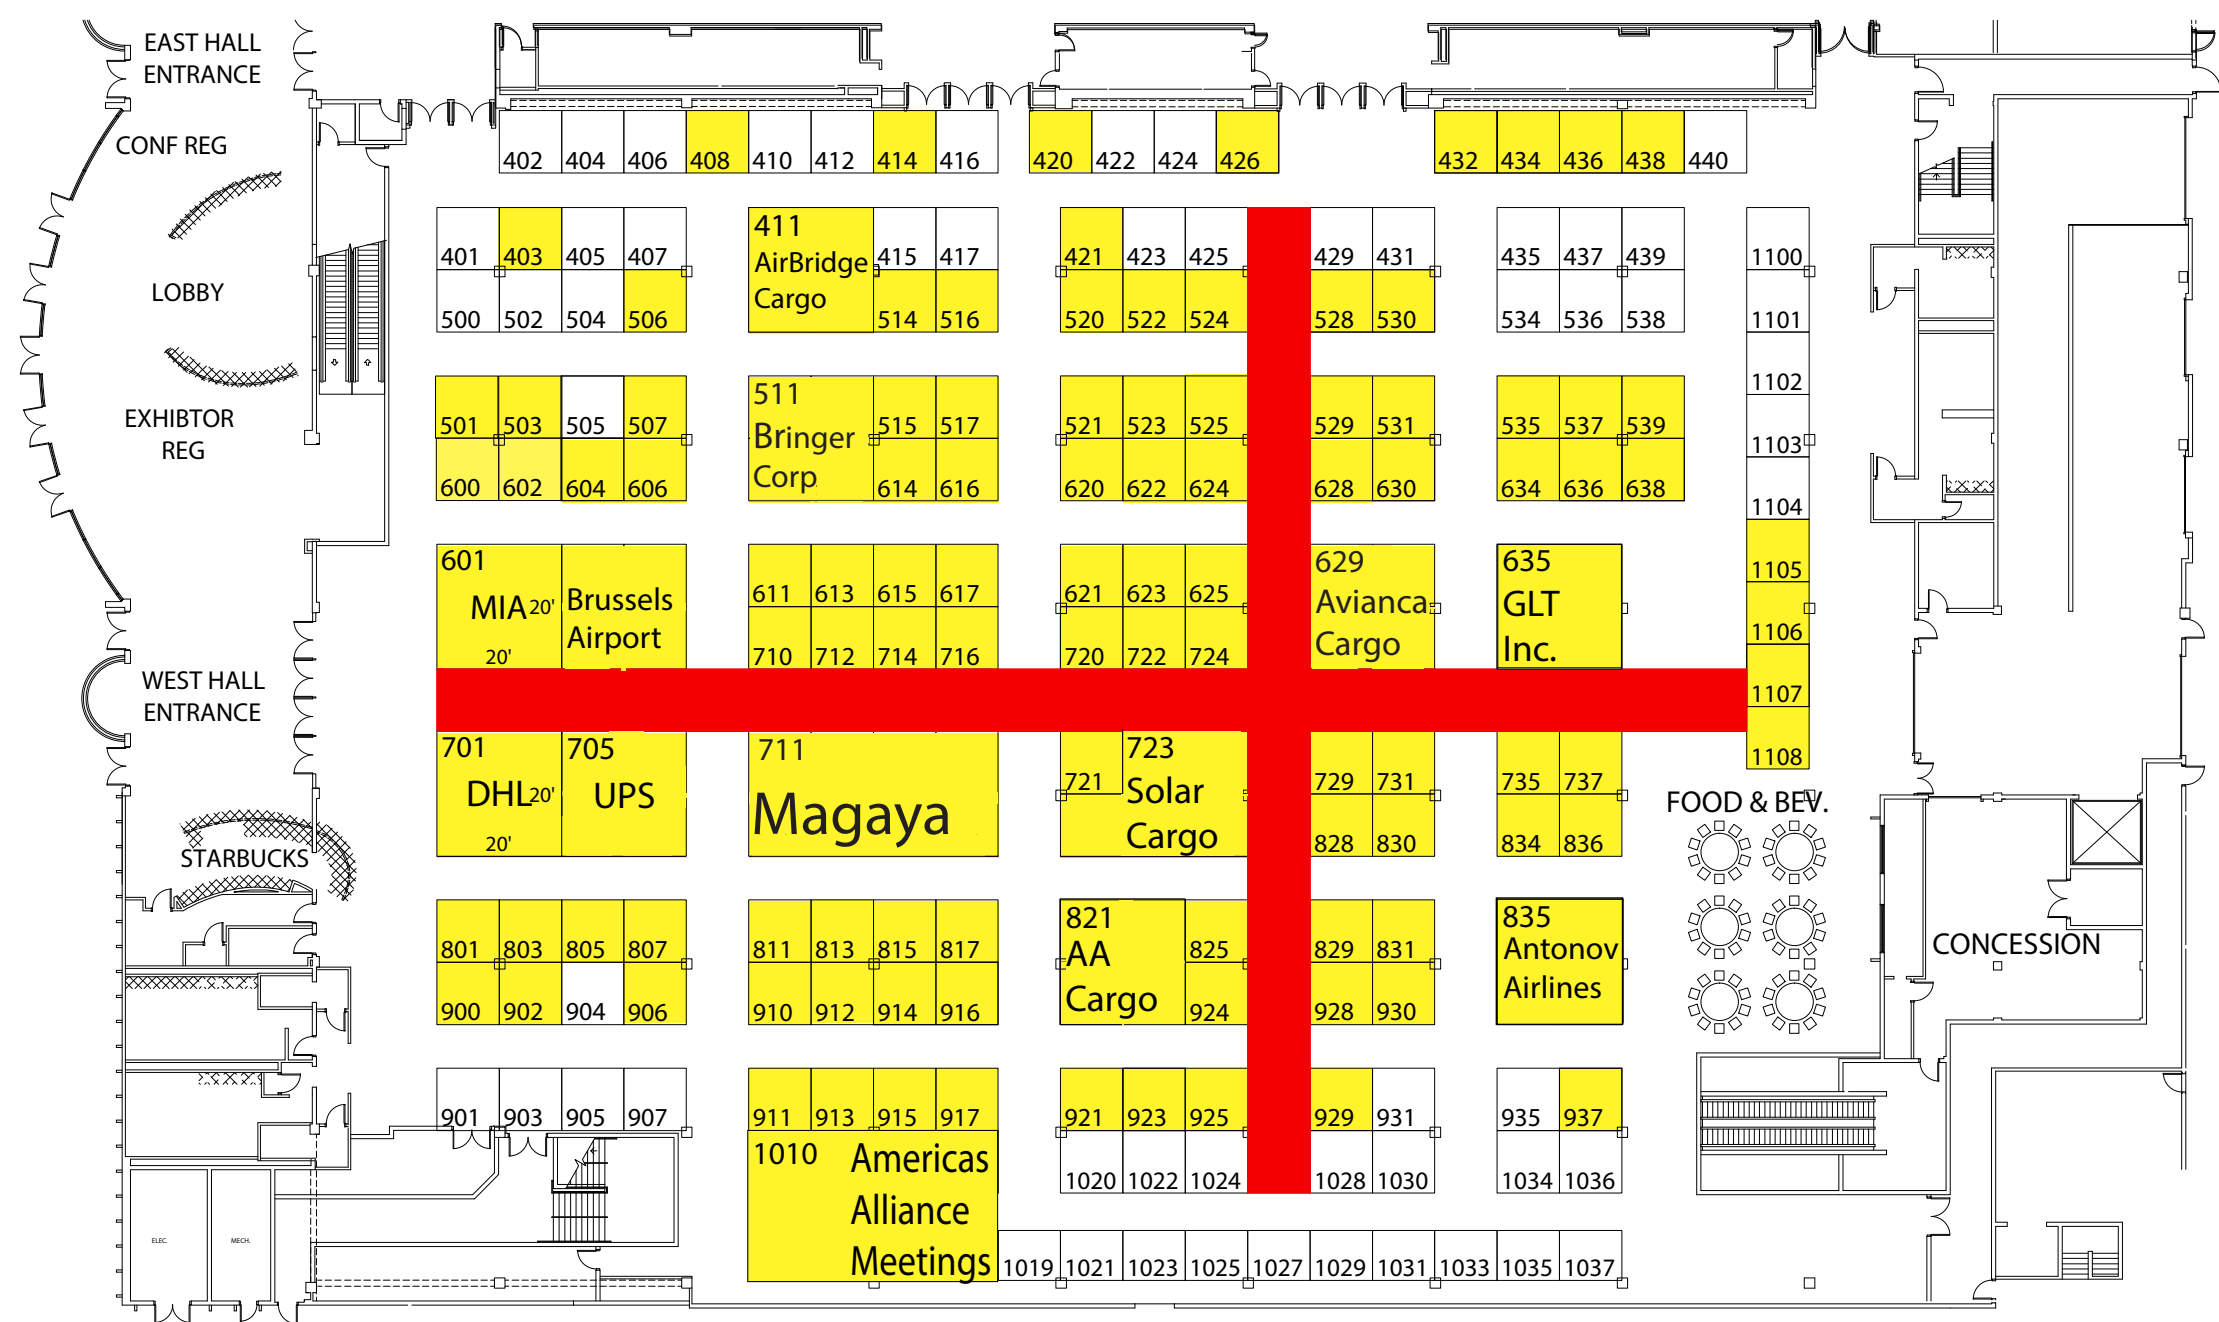 EAST HALL
ENTRANCE
CONF REG
LOBBY
EXHIBTOR
REG
WEST HALL
ENTRANCE
STARBUCKS
ELEC.
MECH.
402 404 406 408 410 412 414 416 420 422 424 426 432 434 436 438 440
401 403 405 407
500 502 504 506
411
AirBridge
Cargo
415 417
514 516
421 423 425
520 522 524
429 431
528 530
435 437 439
534 536 538
501 503 505 507
600 602 604 606
511
Bringer
Corp
515 517
614 616
521 523 525
620 622 624
529 531
628 630
535 537 539
634 636 638
601
MIA 20'
20'
Brussels
Airport
611 613 615 617
710 712 714 716
621 623 625
720 722 724
629
Avianca
Cargo
635
GLT
Inc.
1100
1101
1102
1103
1104
1105
1106
1107
1108
701
DHL 20'
20'
705
UPS
711
Magaya
721
723
Solar
Cargo
729 731
828 830
735 737
834 836
FOOD & BEV.
CONCESSION
801 803 805 807
900 902 904 906
811 813 815 817
910 912 914 916
821
AA
Cargo
825
924
829 831
928 930
835
Antonov
Airlines
901 903 905 907
911 913 915 917
1010
Americas
Alliance
Meetings
921 923 925
1020 1022 1024
929 931
1028 1030
935 937
1034 1036
1019 1021 1023 1025 1027 1029 1031 1033 1035 1037